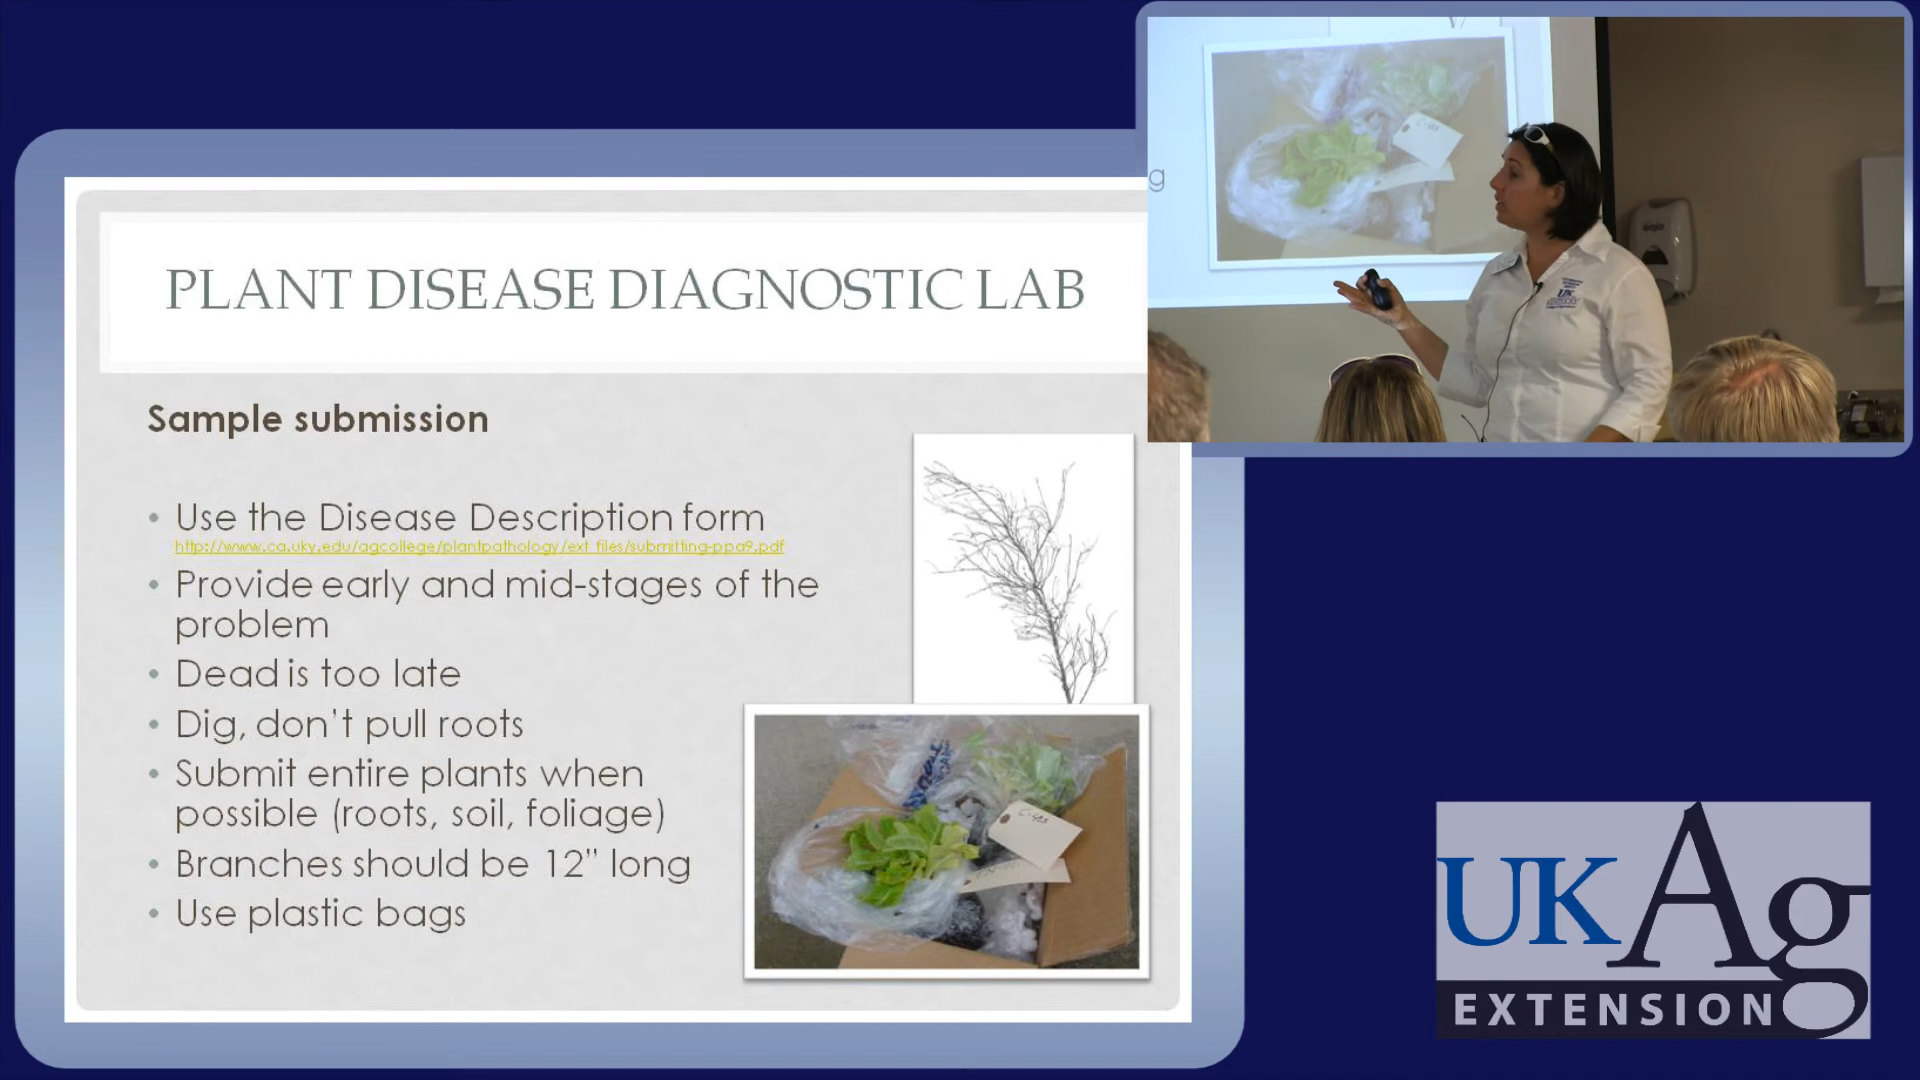 PLANT DISEASE DIAGNOSTIC LAB
Sample submission
• Use the Disease Description form
http://www.ca.uky.edu/agcollege/plantpathology/ext_files/submitting-ppa9.pdf
• Provide early and mid-stages of the
problem
• Dead is too late
• Dig, don't pull roots
• Submit entire plants when
possible (roots, soil, foliage)
• Branches should be 12" long
• Use plastic bags
g
GOJO
UK
UKAg
EXTENSION